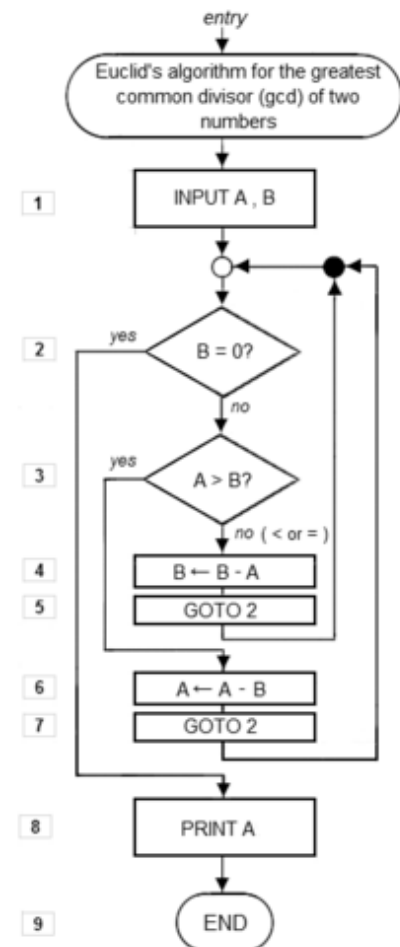 entry
Euclid's algorithm for the greatest
common divisor (gcd) of two
numbers
1
INPUT A , B
2
yes
B = 0?
no
3
yes
A > B?
no ( < or = )
4
B ← B - A
5
GOTO 2
6
A ← A - B
7
GOTO 2
8
PRINT A
9
END